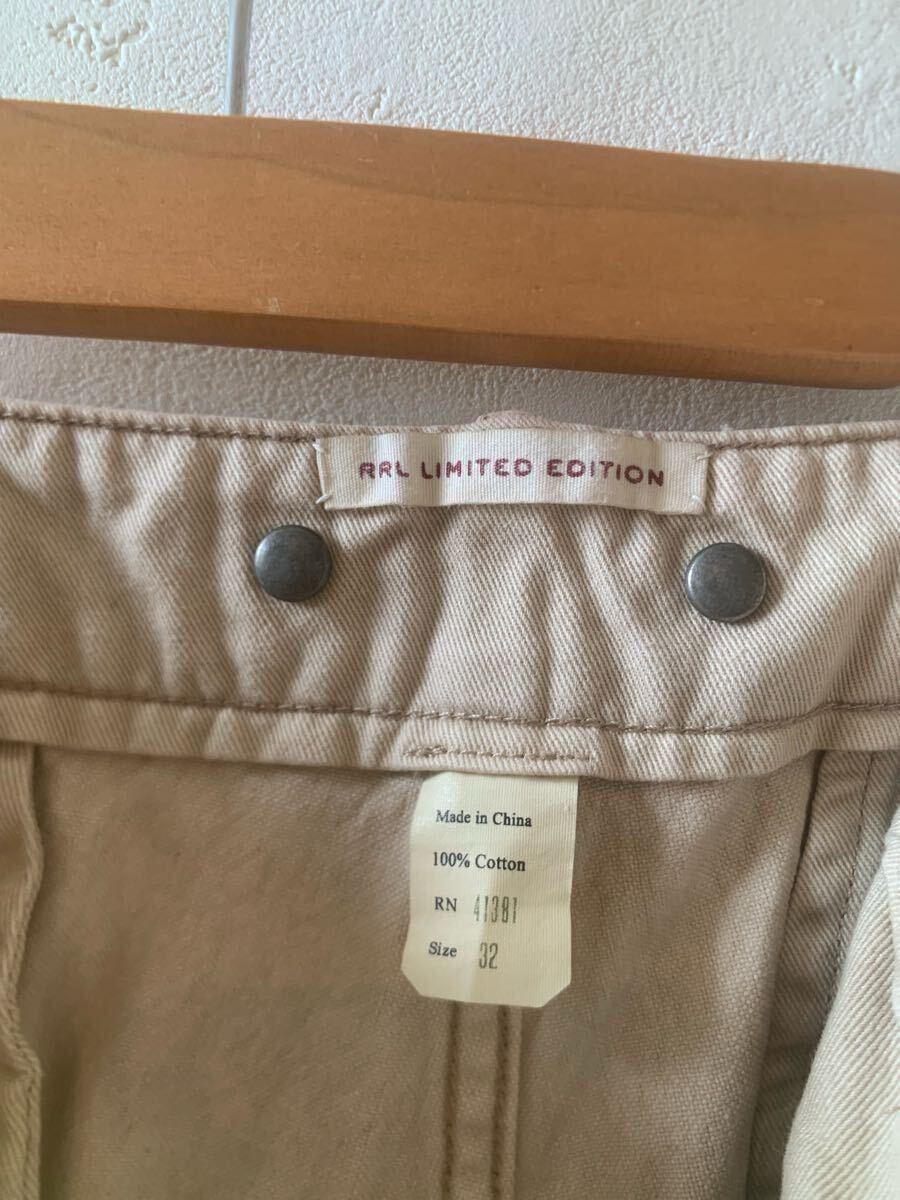 RRL LIMITED EDITION
Made in China
100% Cotton
RN 41381
Size 32